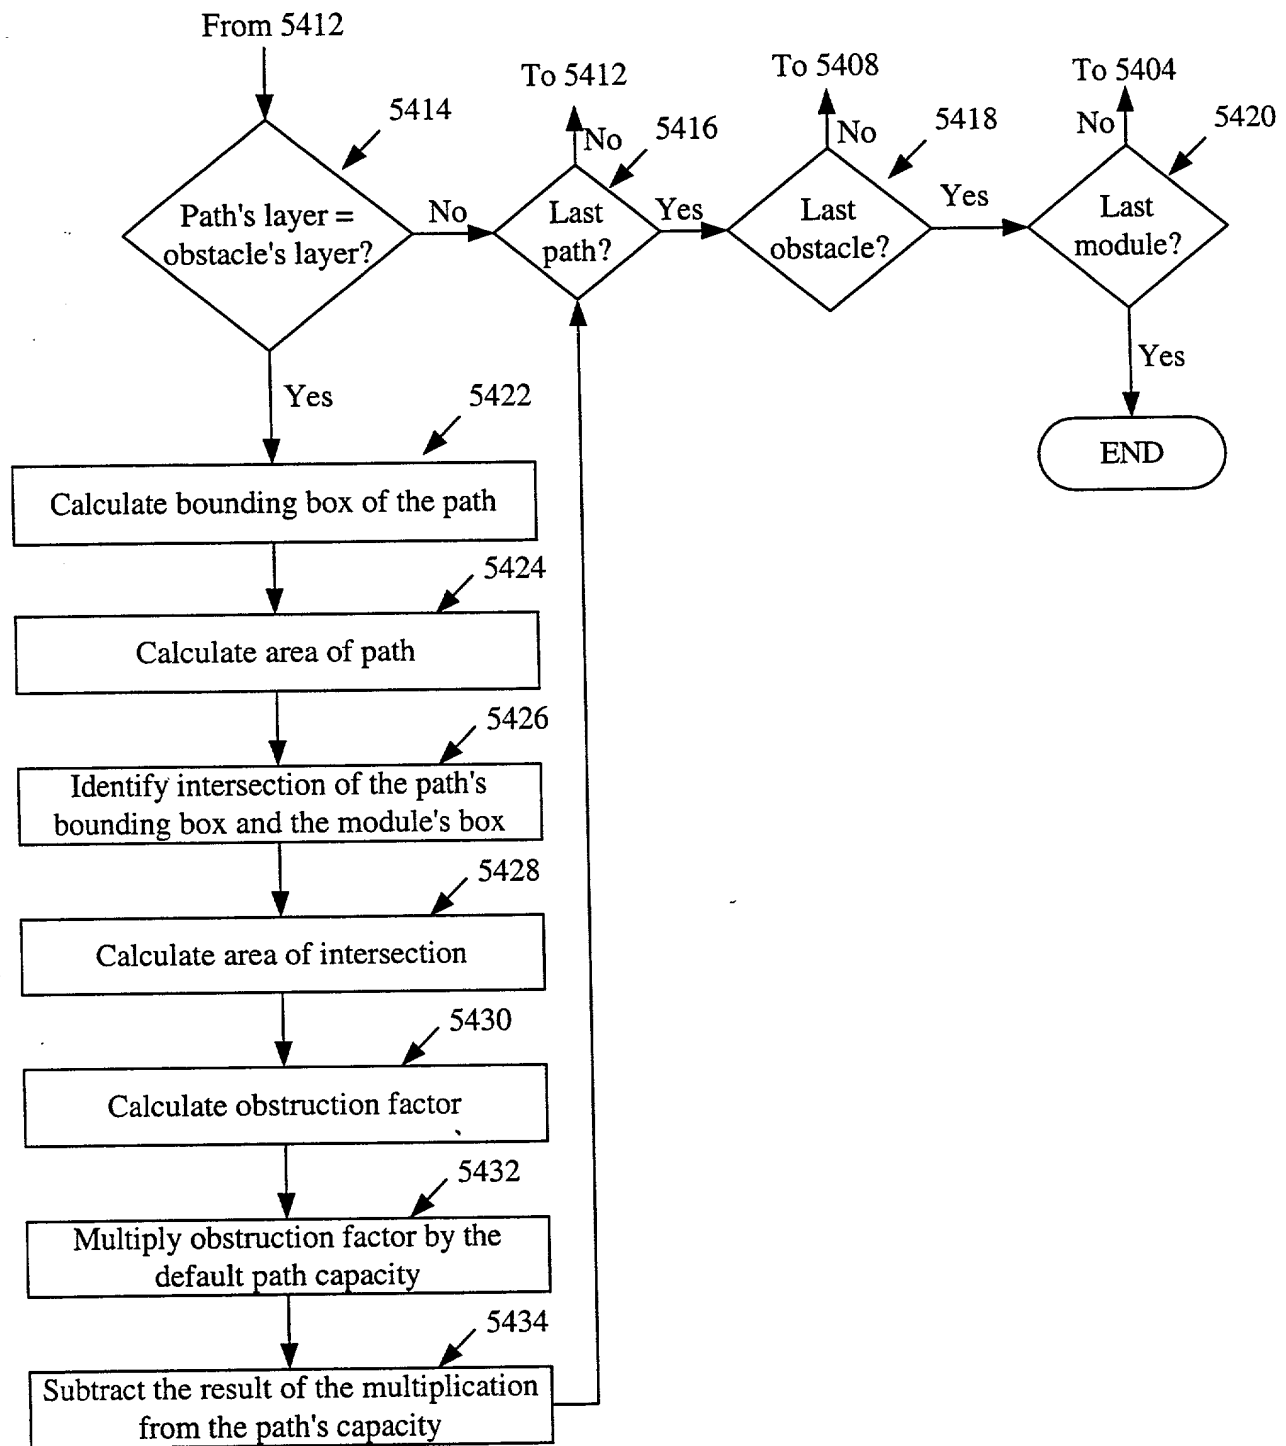 From 5412
To 5412
To 5408
To 5404
5414
5416
5418
5420
No
No
No
Path's layer =
obstacle's layer?
No
Last
path?
Yes
Last
obstacle?
Yes
Last
module?
Yes
Yes
END
5422
Calculate bounding box of the path
5424
Calculate area of path
5426
Identify intersection of the path's
bounding box and the module's box
5428
Calculate area of intersection
5430
Calculate obstruction factor
5432
Multiply obstruction factor by the
default path capacity
5434
Subtract the result of the multiplication
from the path's capacity